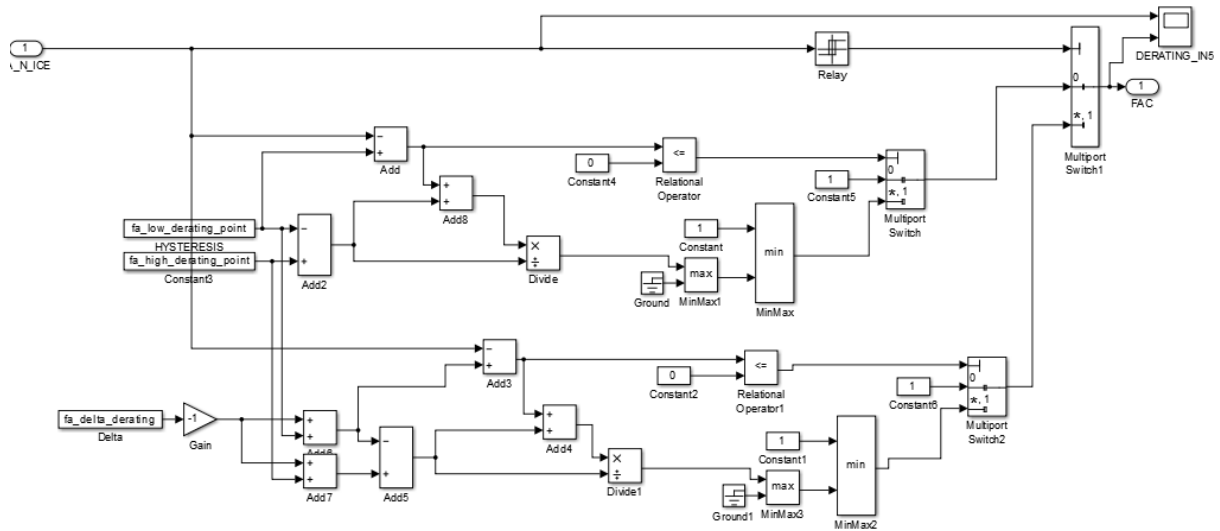 1
A_N_ICE
Relay
0
*, 1
Multiport
Switch1
DERATING_IN5
1
FAC
−
+
Add
+
+
Add8
0
Constant4
<=
Relational
Operator
1
Constant5
0
*, 1
Multiport
Switch
fa_low_derating_point
HYSTERESIS
fa_high_derating_point
Constant3
−
+
Add2
×
÷
Divide
1
Constant
Ground
max
MinMax1
min
MinMax
−
+
Add3
0
Constant2
<=
Relational
Operator1
1
Constant6
0
*, 1
Multiport
Switch2
fa_delta_derating
Delta
-1
Gain
+
+
Add6
+
+
Add7
−
+
Add5
+
+
Add4
×
÷
Divide1
1
Constant1
Ground1
max
MinMax3
min
MinMax2